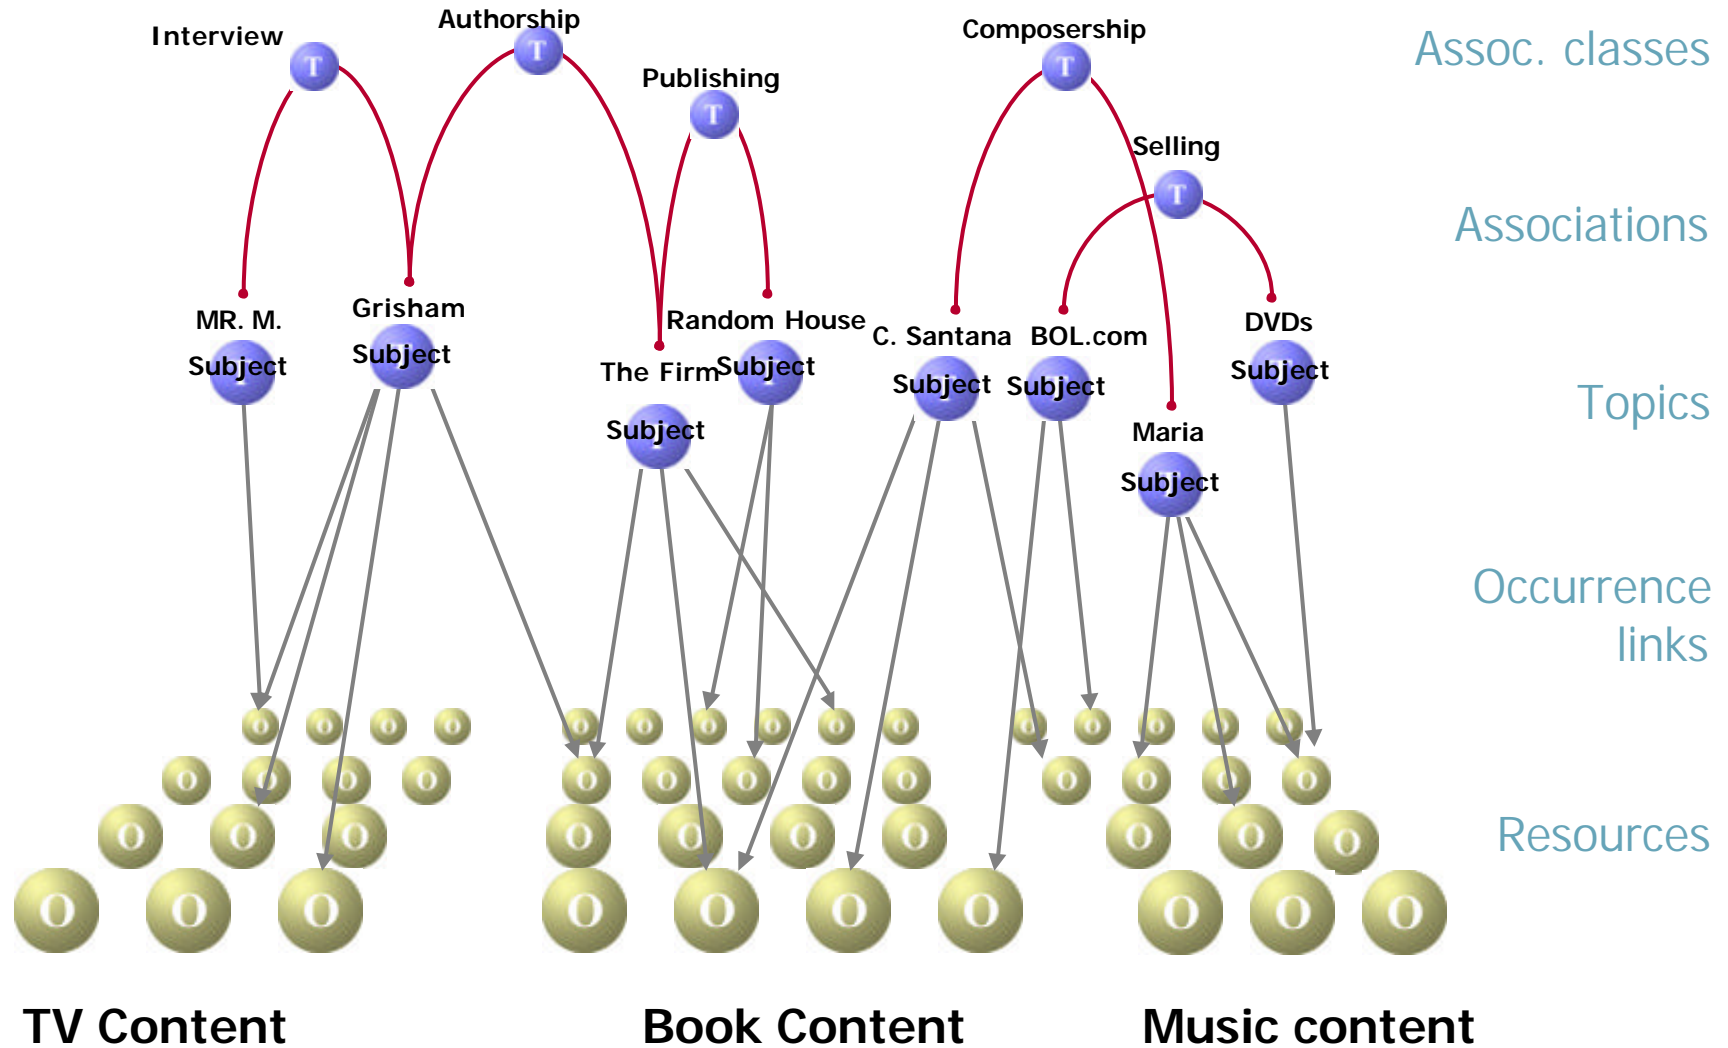 Authorship
Interview
Composership
Assoc. classes
T
T
T
Publishing
T
Selling
T
Associations
Grisham
MR. M.
Random House
DVDs
C. Santana
BOL.com
Subject
Subject
The Firm
Subject
Subject
Subject
Subject
Topics
Subject
Maria
Subject
Occurrence
links
O O O O O O O O O O O O O O O
O O O O O O O O O O O O O
O O O O O O O O O O
Resources
O O O O O O O O O O
TV Content
Book Content
Music content